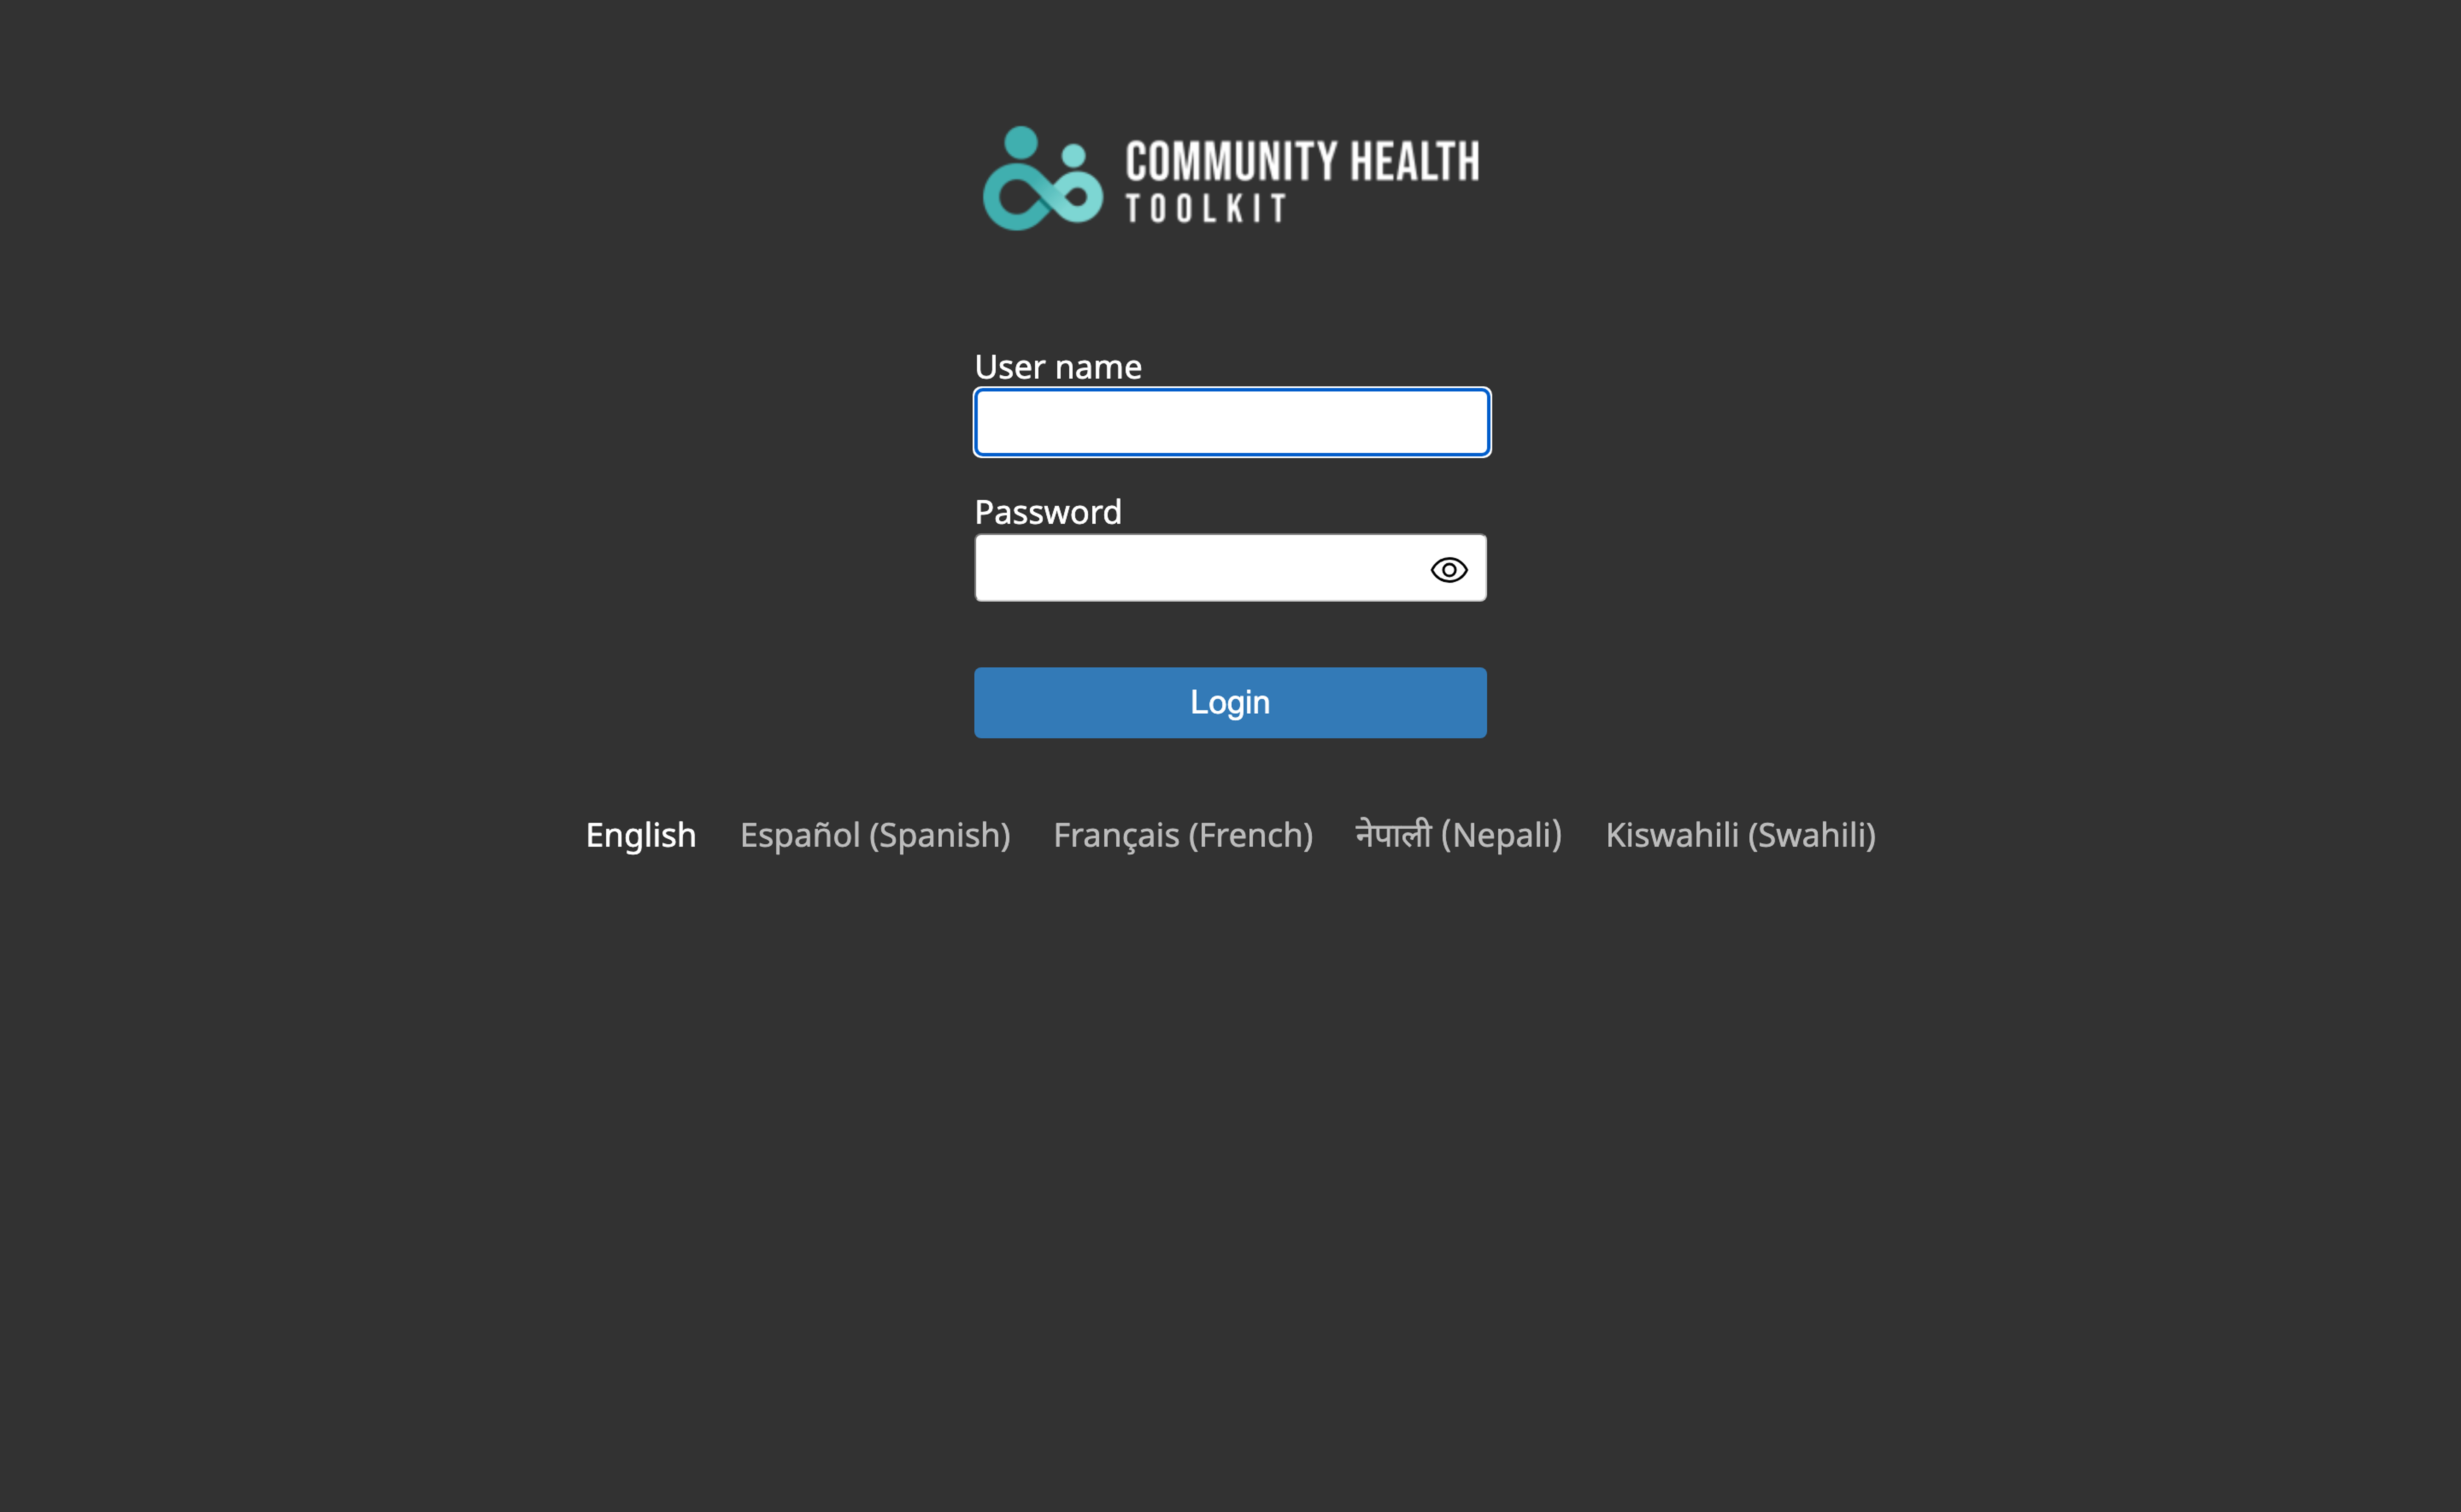 COMMUNITY HEALTH
TOOLKIT
User name
Password
Login
English Español (Spanish) Français (French) नेपाली (Nepali) Kiswahili (Swahili)